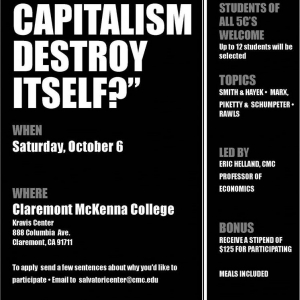 CAPITALISM
DESTROY
ITSELF?”
WHEN
Saturday, October 6
WHERE
Claremont McKenna College
Kravis Center
888 Columbia Ave.
Claremont, CA 91711
To apply send a few sentences about why you'd like to
participate • Email to salvatoricenter@cmc.edu
STUDENTS OF
ALL 5C'S
WELCOME
Up to 12 students will be
selected
TOPICS
SMITH & HAYEK • MARX,
PIKETTY & SCHUMPETER •
RAWLS
LED BY
ERIC HELLAND, CMC
PROFESSOR OF
ECONOMICS
BONUS
RECEIVE A STIPEND OF
$125 FOR PARTICIPATING
MEALS INCLUDED